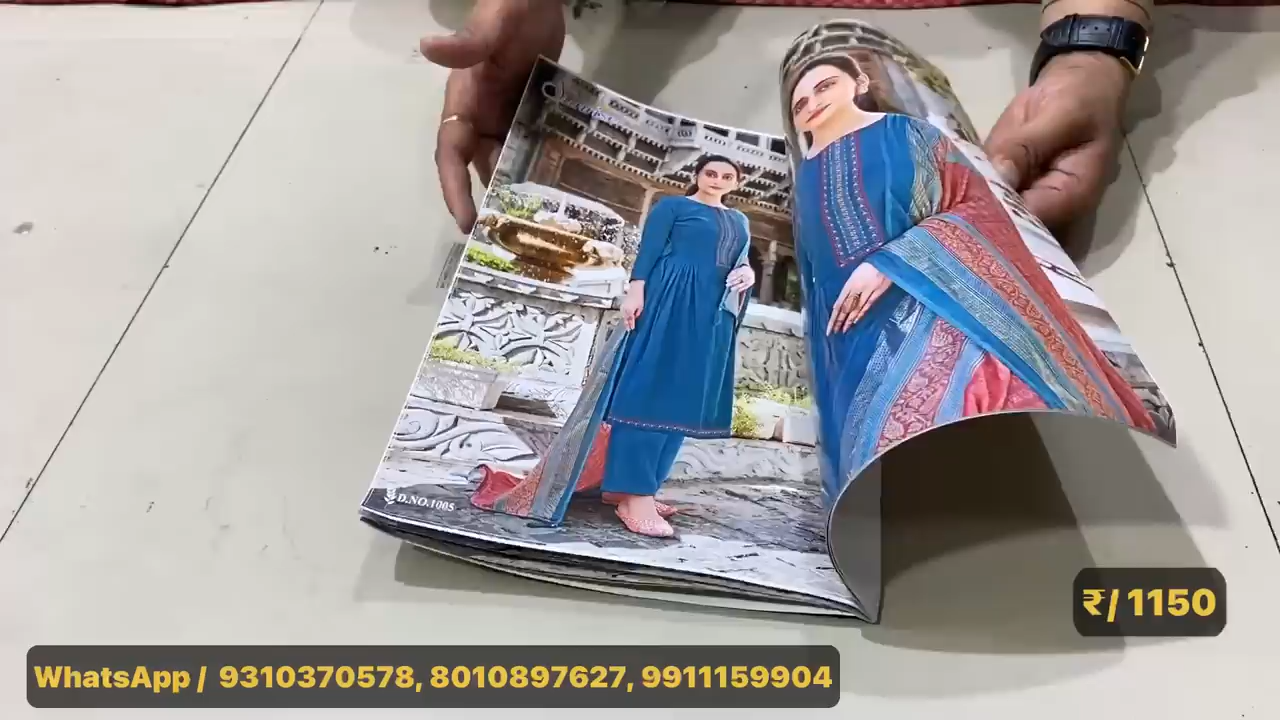 D.NO.1005
₹/ 1150
WhatsApp / 9310370578, 8010897627, 9911159904